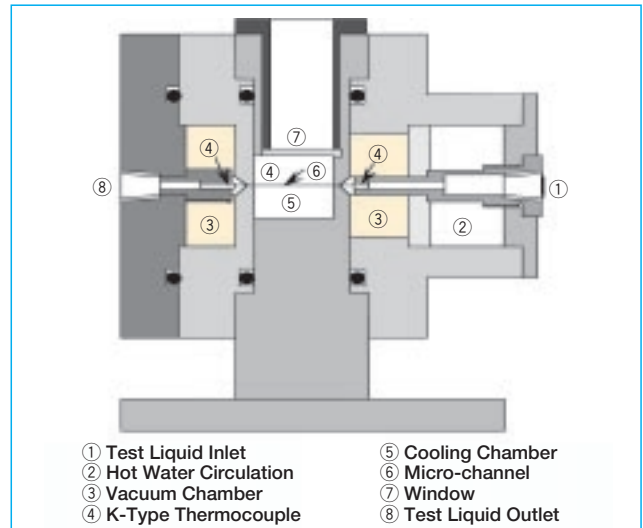 ⑦
④ ④ ⑥ ④
⑧ ①
⑤
③ ③ ②
① Test Liquid Inlet
② Hot Water Circulation
③ Vacuum Chamber
④ K-Type Thermocouple
⑤ Cooling Chamber
⑥ Micro-channel
⑦ Window
⑧ Test Liquid Outlet